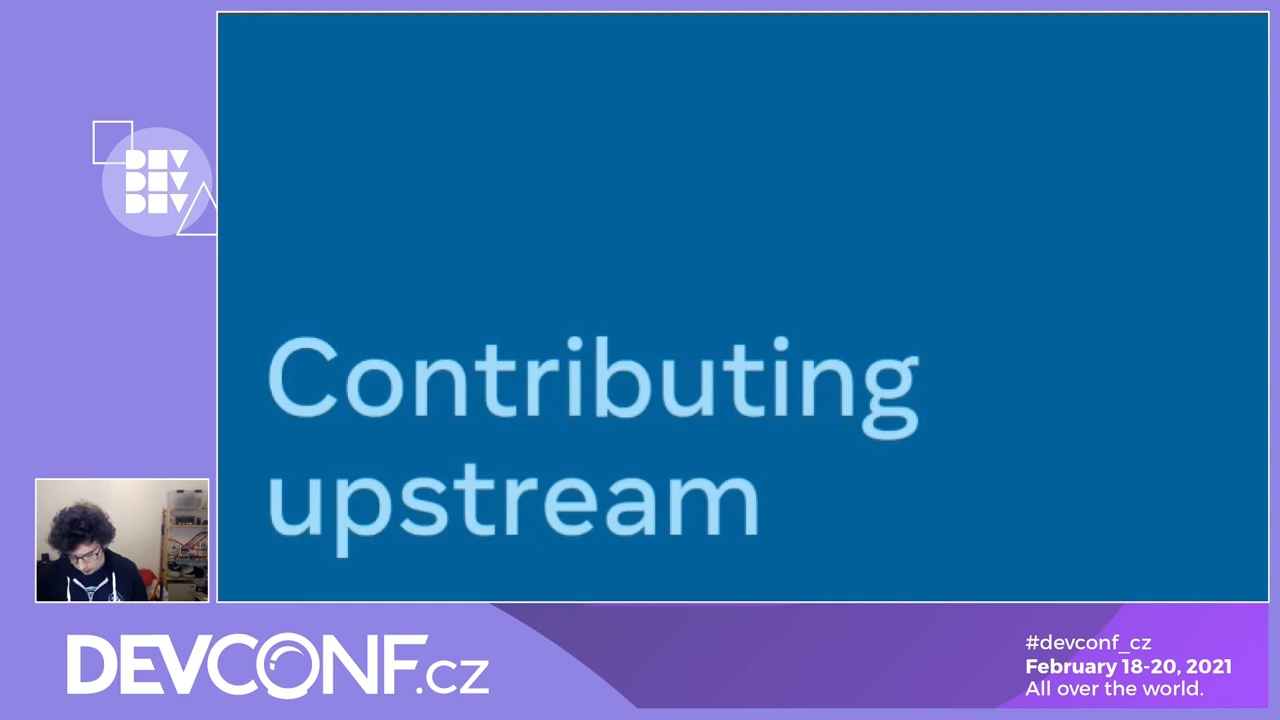 DEV
DEV
DEV
Contributing
upstream
DEVCONF.cz
#devconf_cz
February 18-20, 2021
All over the world.